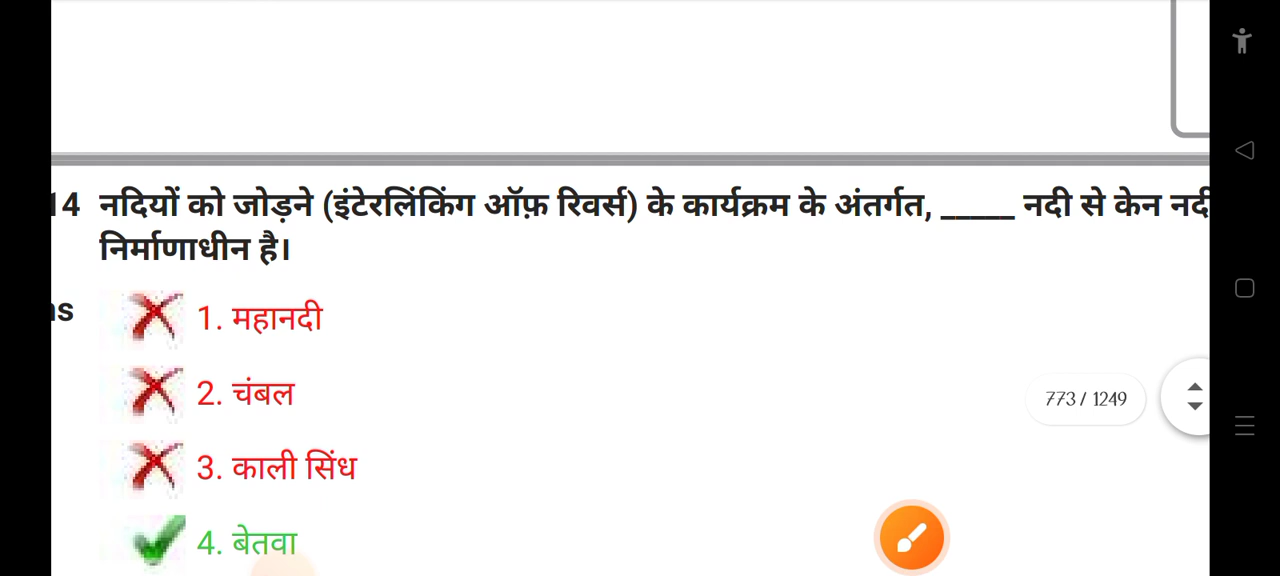 14 नदियों को जोड़ने (इंटेरलिंकिंग ऑफ़ रिवर्स) के कार्यक्रम के अंतर्गत, _____ नदी से केन नदी
निर्माणाधीन है।
ns
1. महानदी
2. चंबल
773 / 1249
3. काली सिंध
4. बेतवा